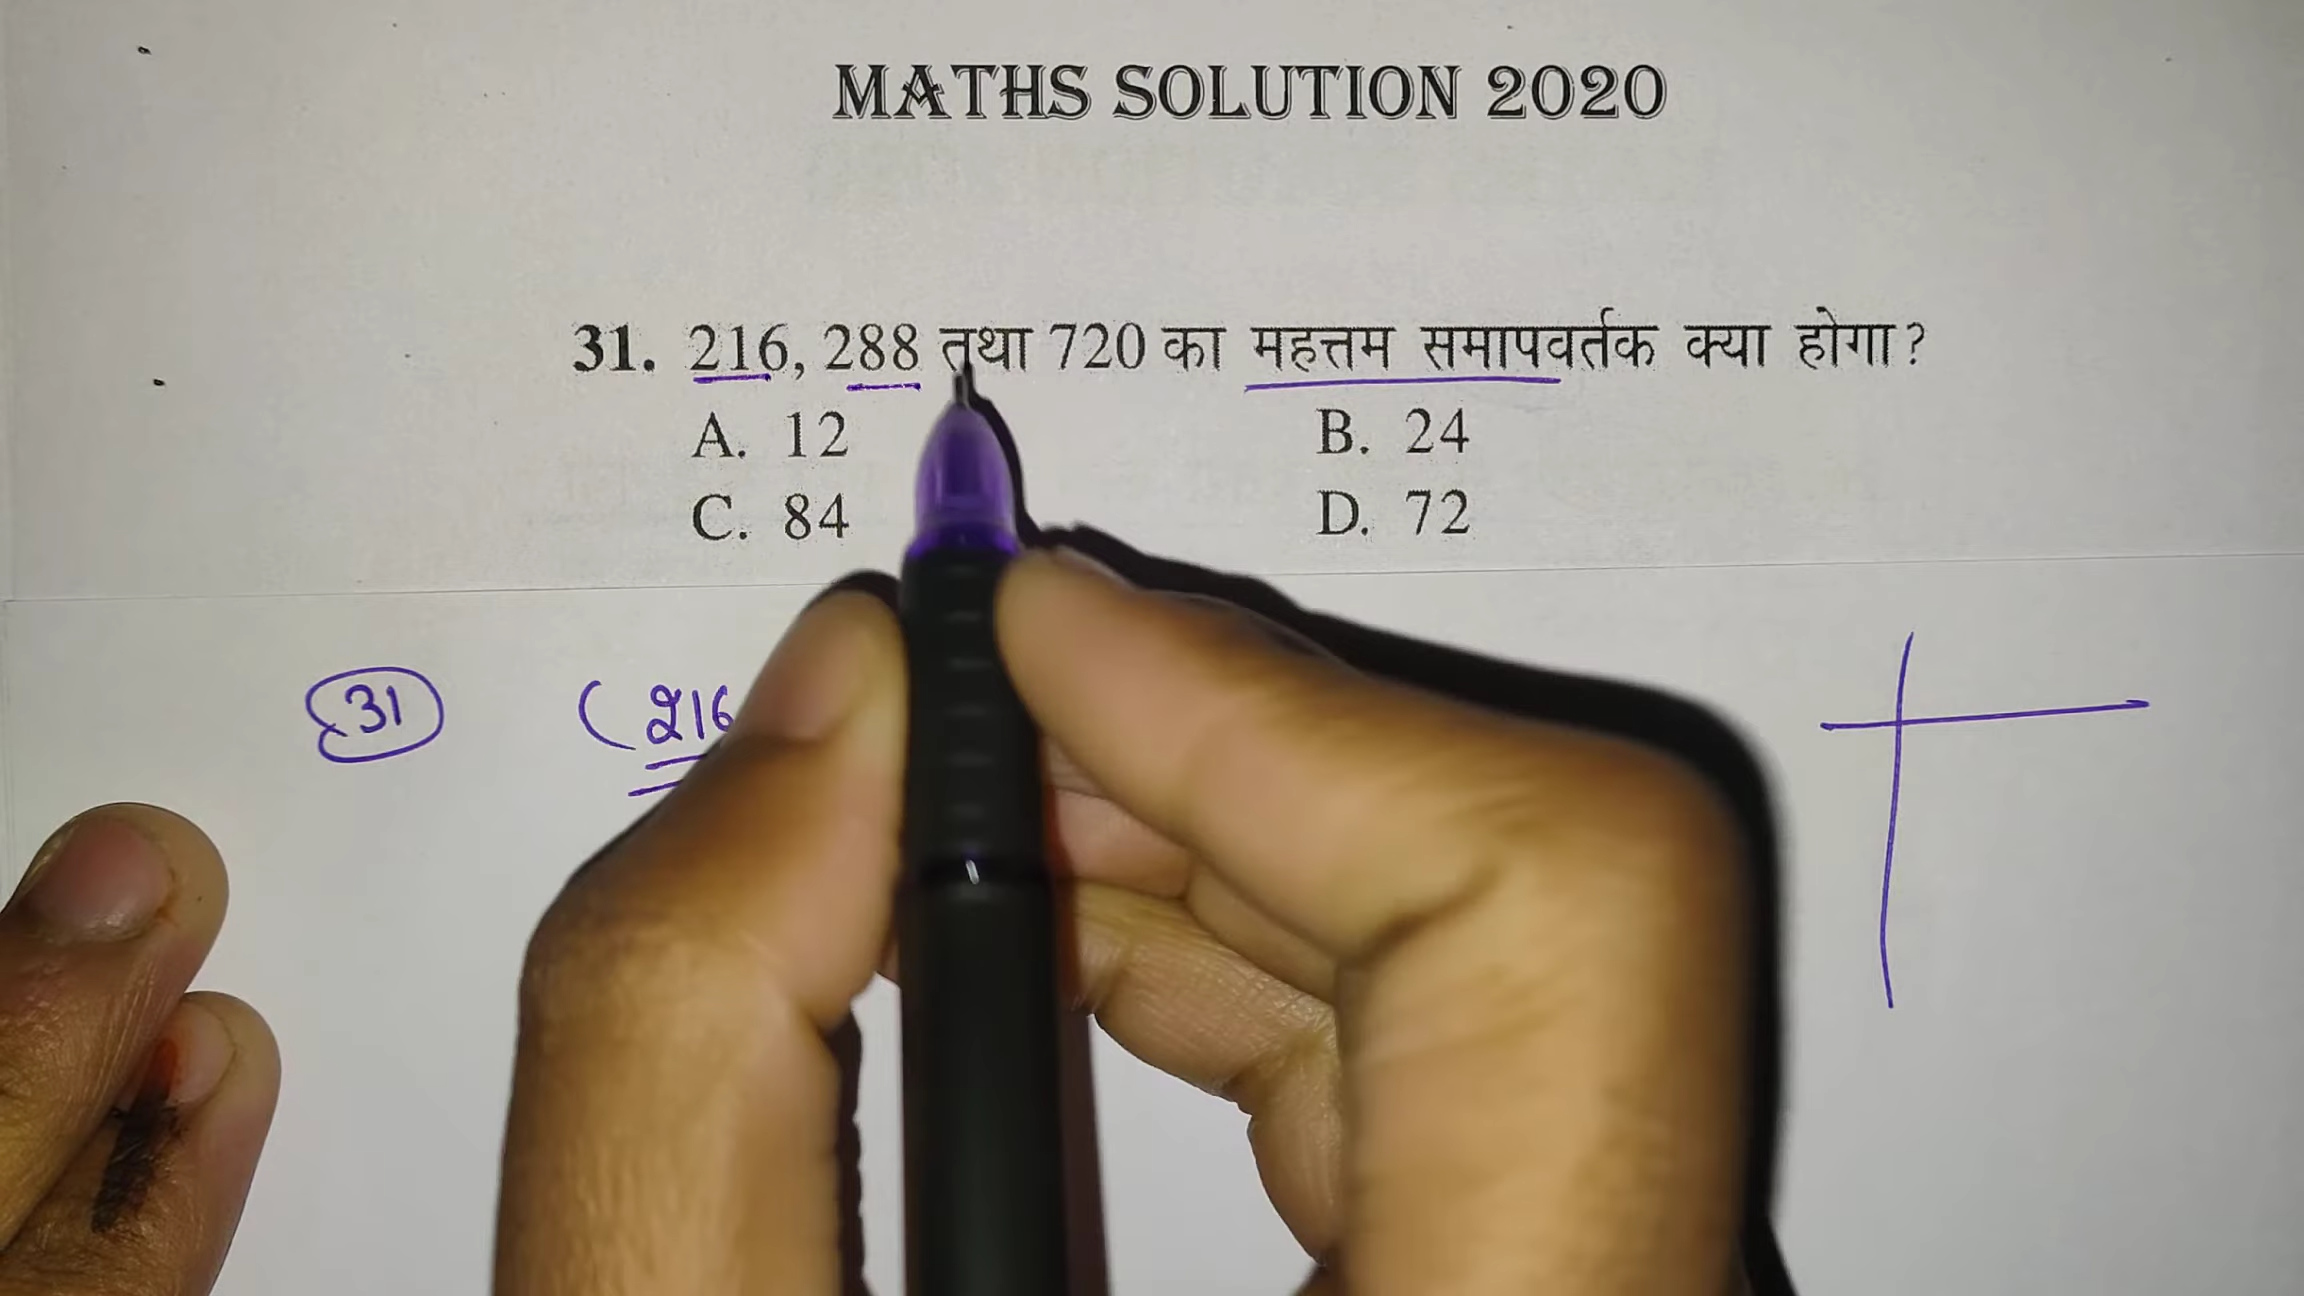 MATHS SOLUTION 2020
31. 216, 288 तथा 720 का महत्तम समापवर्तक क्या होगा?
A. 12 B. 24
C. 84 D. 72
31 (216